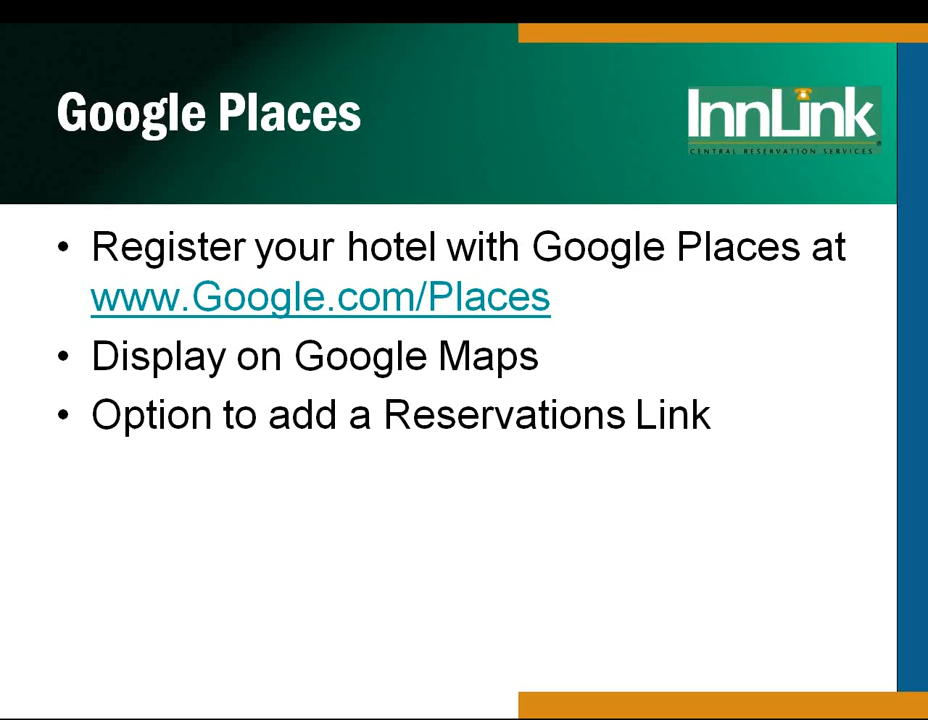 Google Places
InnLink
CENTRAL RESERVATION SERVICES
• Register your hotel with Google Places at
www.Google.com/Places
• Display on Google Maps
• Option to add a Reservations Link